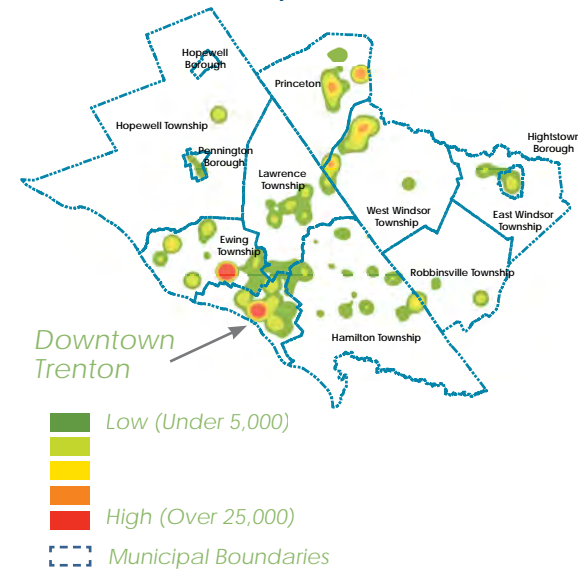 Hopewell
Borough
Princeton
Hopewell Township
Pennington
Borough
Lawrence
Township
Hightstown
Borough
West Windsor
Township
East Windsor
Township
Ewing
Township
Robbinsville Township
Hamilton Township
Downtown
Trenton
Low (Under 5,000)
High (Over 25,000)
Municipal Boundaries